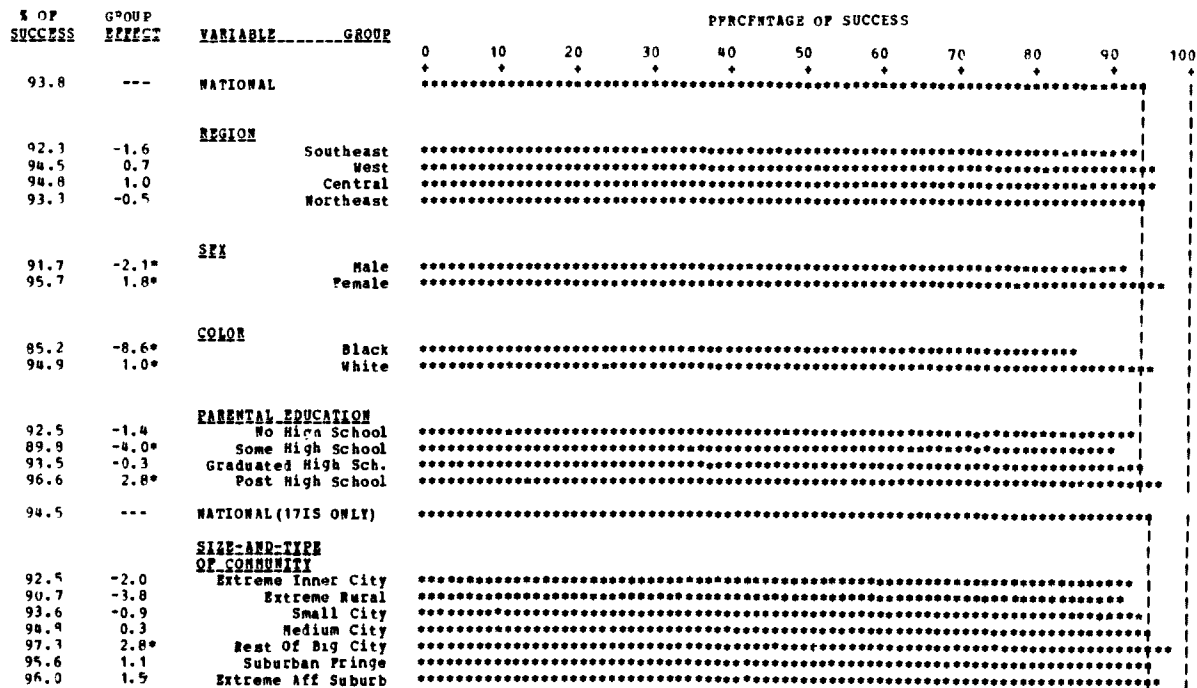 % OF GROUP PERCENTAGE OF SUCCESS
SUCCESS EFFECT VARIABLE GROUP
0 10 20 30 40 50 60 70 80 90 100
93.8 --- NATIONAL
REGION
92.3 -1.6 Southeast
94.5 0.7 West
94.8 1.0 Central
93.3 -0.5 Northeast
SEX
91.7 -2.1* Male
95.7 1.8* Female
COLOR
85.2 -8.6* Black
94.9 1.0* White
PARENTAL EDUCATION
92.5 -1.4 No High School
89.8 -4.0* Some High School
93.5 -0.3 Graduated High Sch.
96.6 2.8* Post High School
94.5 --- NATIONAL(17IS ONLY)
SIZE-AND-TYPE
OF COMMUNITY
92.5 -2.0 Extreme Inner City
90.7 -3.8 Extreme Rural
93.6 -0.9 Small City
94.9 0.3 Medium City
97.3 2.8* Rest Of Big City
95.6 1.1 Suburban Fringe
96.0 1.5 Extreme Aff Suburb